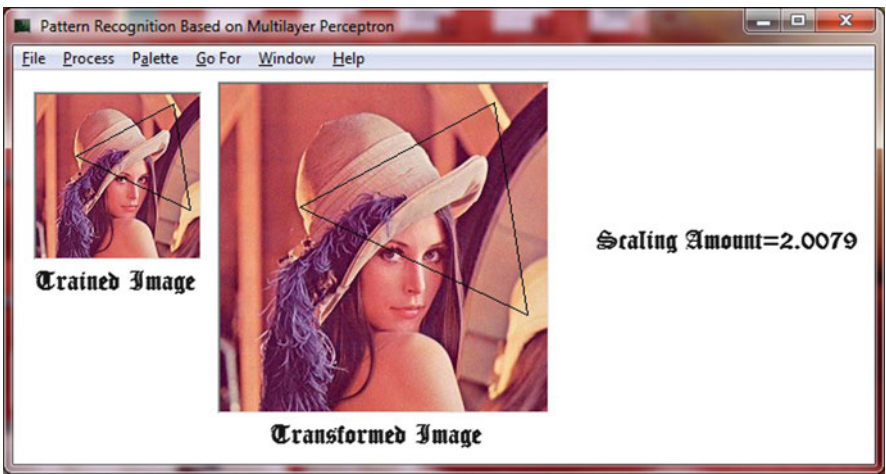 Pattern Recognition Based on Multilayer Perceptron
File Process Palette Go For Window Help
Trained Image
Scaling Amount=2.0079
Transformed Image